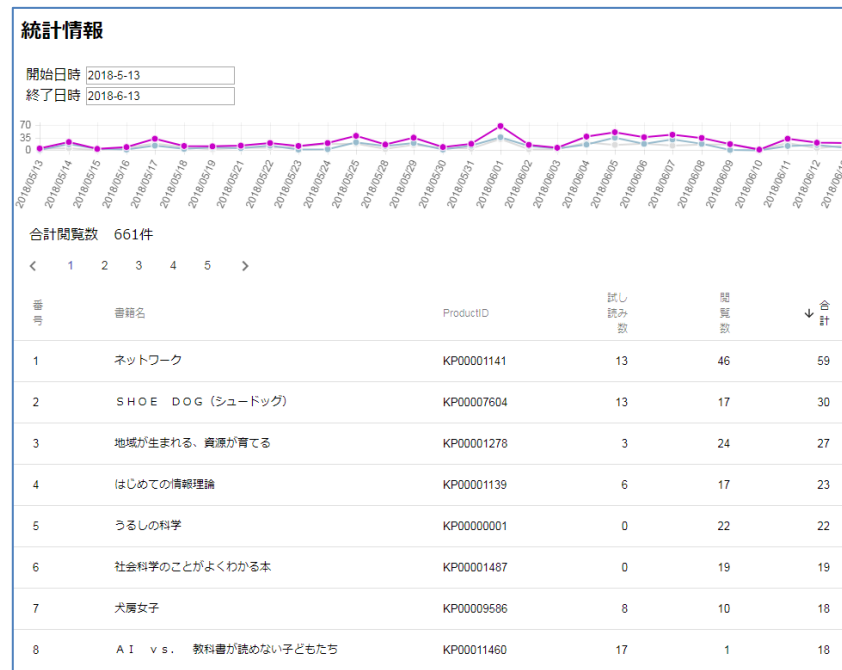 統計情報
開始日時 2018-5-13
終了日時 2018-6-13
70
35
0
2018/05/13 2018/05/14 2018/05/15 2018/05/16 2018/05/17 2018/05/18 2018/05/19 2018/05/21 2018/05/22 2018/05/23 2018/05/24 2018/05/25 2018/05/28 2018/05/29 2018/05/30 2018/05/31 2018/06/01 2018/06/02 2018/06/03 2018/06/04 2018/06/05 2018/06/06 2018/06/07 2018/06/08 2018/06/09 2018/06/10 2018/06/11 2018/06/12
合計閲覧数 661件
< 1 2 3 4 5 >
番号 書籍名 ProductID 試し読み数 閲覧数 ↓ 合計
1 ネットワーク KP00001141 13 46 59
2 ＳＨＯＥ　ＤＯＧ（シュードッグ） KP00007604 13 17 30
3 地域が生まれる、資源が育てる KP00001278 3 24 27
4 はじめての情報理論 KP00001139 6 17 23
5 うるしの科学 KP00000001 0 22 22
6 社会科学のことがよくわかる本 KP00001487 0 19 19
7 犬房女子 KP00009586 8 10 18
8 ＡＩ　ｖｓ．　教科書が読めない子どもたち KP00011460 17 1 18